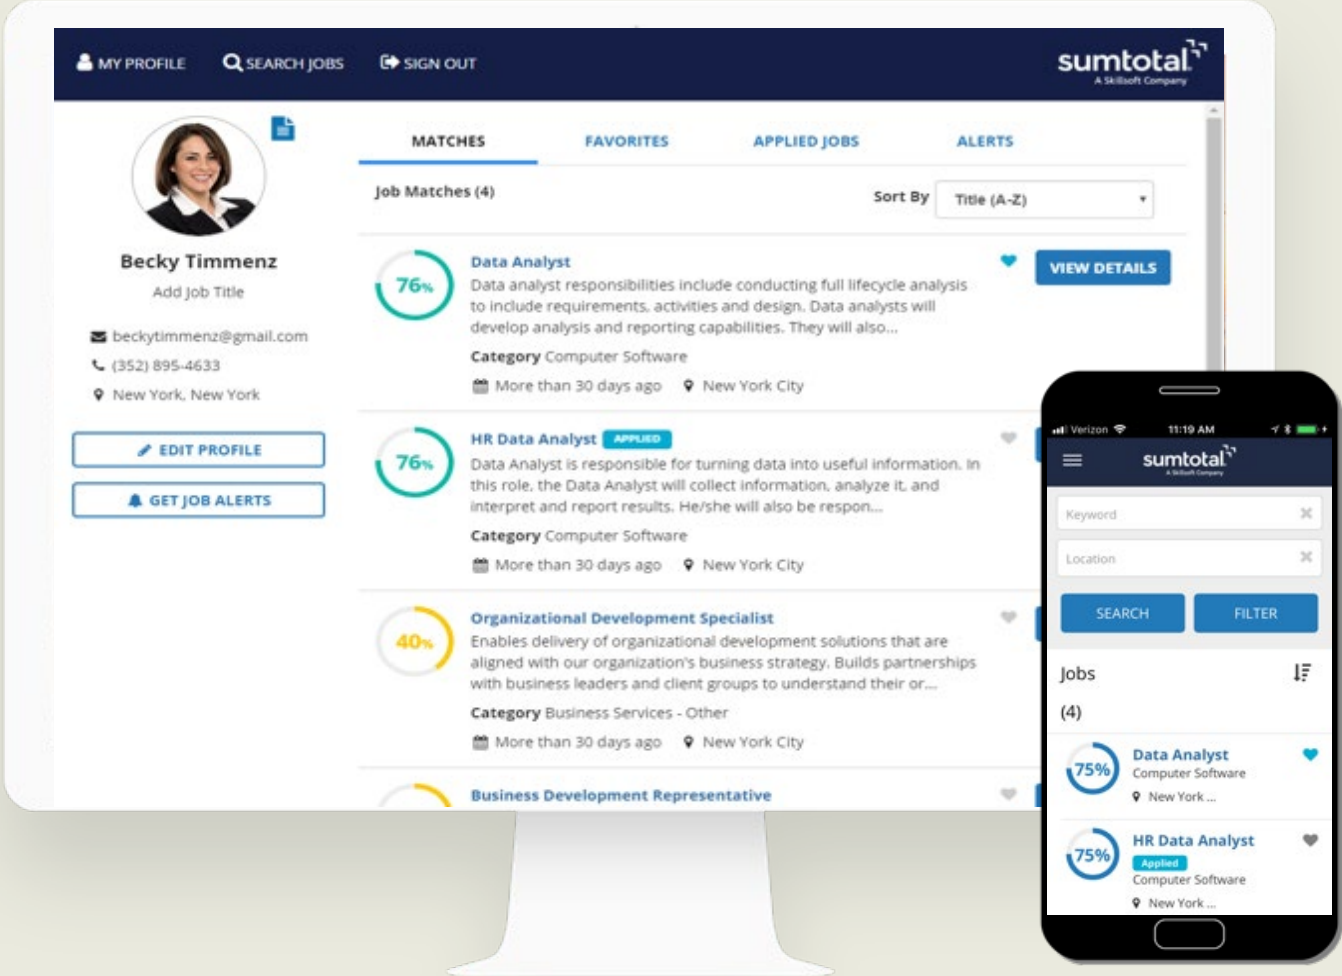 MY PROFILE
SEARCH JOBS
SIGN OUT
sumtotal
A Skillsoft Company
Becky Timmenz
Add Job Title
beckytimmenz@gmail.com
(352) 895-4633
New York, New York
EDIT PROFILE
GET JOB ALERTS
MATCHES
FAVORITES
APPLIED JOBS
ALERTS
Job Matches (4)
Sort By
Title (A-Z)
76%
Data Analyst
VIEW DETAILS
Data analyst responsibilities include conducting full lifecycle analysis
to include requirements, activities and design. Data analysts will
develop analysis and reporting capabilities. They will also...
Category Computer Software
More than 30 days ago
New York City
76%
HR Data Analyst APPLIED
Data Analyst is responsible for turning data into useful information. In
this role, the Data Analyst will collect information, analyze it, and
interpret and report results. He/she will also be respon...
Category Computer Software
More than 30 days ago
New York City
40%
Organizational Development Specialist
Enables delivery of organizational development solutions that are
aligned with our organization's business strategy. Builds partnerships
with business leaders and client groups to understand their or...
Category Business Services - Other
More than 30 days ago
New York City
Business Development Representative
Verizon
11:19 AM
sumtotal
A Skillsoft Company
Keyword
Location
SEARCH
FILTER
Jobs
(4)
75%
Data Analyst
Computer Software
New York ...
75%
HR Data Analyst
Applied
Computer Software
New York ...